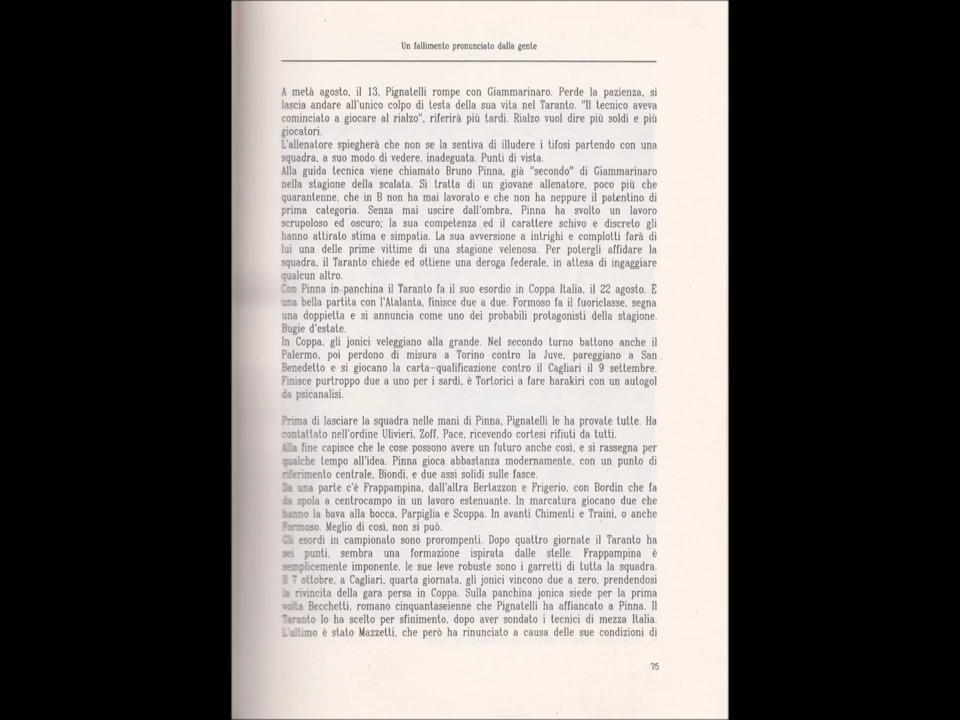 Un fallimento pronunciato dalla gente
A metà agosto, il 13, Pignatelli rompe con Giammarinaro. Perde la pazienza, si
lascia andare all'unico colpo di testa della sua vita nel Taranto. "Il tecnico aveva
cominciato a giocare al rialzo", riferirà più tardi. Rialzo vuol dire più soldi e più
giocatori.
L'allenatore spiegherà che non se la sentiva di illudere i tifosi partendo con una
squadra, a suo modo di vedere, inadeguata. Punti di vista.
Alla guida tecnica viene chiamato Bruno Pinna, già "secondo" di Giammarinaro
nella stagione della scalata. Si tratta di un giovane allenatore, poco più che
quarantenne, che in B non ha mai lavorato e che non ha neppure il patentino di
prima categoria. Senza mai uscire dall'ombra, Pinna ha svolto un lavoro
scrupoloso ed oscuro; la sua competenza ed il carattere schivo e discreto gli
hanno attirato stima e simpatia. La sua avversione a intrighi e complotti farà di
lui una delle prime vittime di una stagione velenosa. Per potergli affidare la
squadra, il Taranto chiede ed ottiene una deroga federale, in attesa di ingaggiare
qualcun altro.
Con Pinna in panchina il Taranto fa il suo esordio in Coppa Italia, il 22 agosto. È
una bella partita con l'Atalanta, finisce due a due. Formoso fa il fuoriclasse, segna
una doppietta e si annuncia come uno dei probabili protagonisti della stagione.
Bugie d'estate.
In Coppa, gli jonici veleggiano alla grande. Nel secondo turno battono anche il
Palermo, poi perdono di misura a Torino contro la Juve, pareggiano a San
Benedetto e si giocano la carta-qualificazione contro il Cagliari il 9 settembre.
Finisce purtroppo due a uno per i sardi, è Tortorici a fare harakiri con un autogol
da psicanalisi.
Prima di lasciare la squadra nelle mani di Pinna, Pignatelli le ha provate tutte. Ha
contattato nell'ordine Ulivieri, Zoff, Pace, ricevendo cortesi rifiuti da tutti.
Alla fine capisce che le cose possono avere un futuro anche così, e si rassegna per
qualche tempo all'idea. Pinna gioca abbastanza modernamente, con un punto di
riferimento centrale, Biondi, e due assi solidi sulle fasce.
Da una parte c'è Frappampina, dall'altra Bertazzon e Frigerio, con Bordin che fa
da spola a centrocampo in un lavoro estenuante. In marcatura giocano due che
hanno la bava alla bocca, Parpiglia e Scoppa. In avanti Chimenti e Traini, o anche
Formoso. Meglio di così, non si può.
Gli esordi in campionato sono prorompenti. Dopo quattro giornate il Taranto ha
sei punti, sembra una formazione ispirata dalle stelle. Frappampina è
semplicemente imponente, le sue leve robuste sono i garretti di tutta la squadra.
Il 7 ottobre, a Cagliari, quarta giornata, gli jonici vincono due a zero, prendendosi
la rivincita della gara persa in Coppa. Sulla panchina jonica siede per la prima
volta Becchetti, romano cinquantaseienne che Pignatelli ha affiancato a Pinna. Il
Taranto lo ha scelto per sfinimento, dopo aver sondato i tecnici di mezza Italia.
L'ultimo è stato Mazzetti, che però ha rinunciato a causa delle sue condizioni di
75